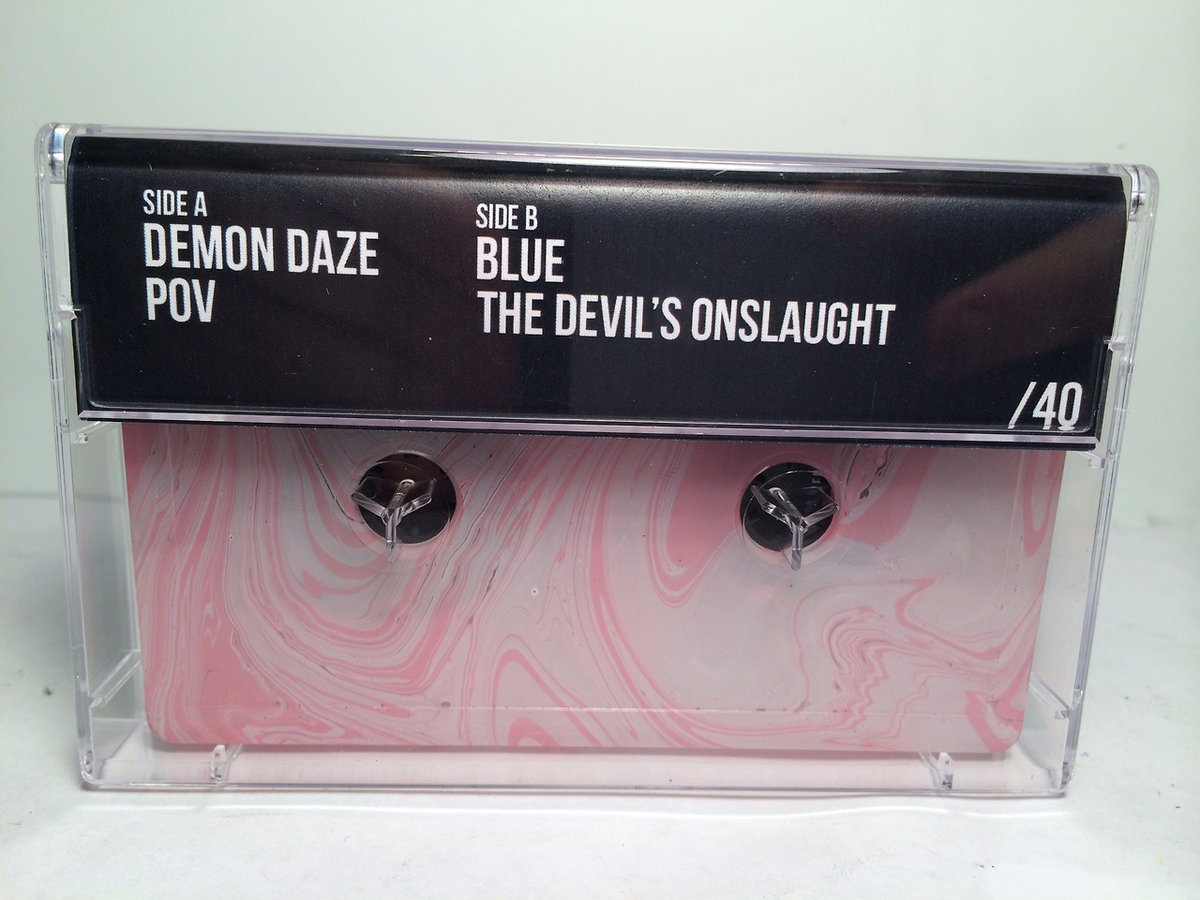 SIDE A
DEMON DAZE
POV
SIDE B
BLUE
THE DEVIL'S ONSLAUGHT
/40